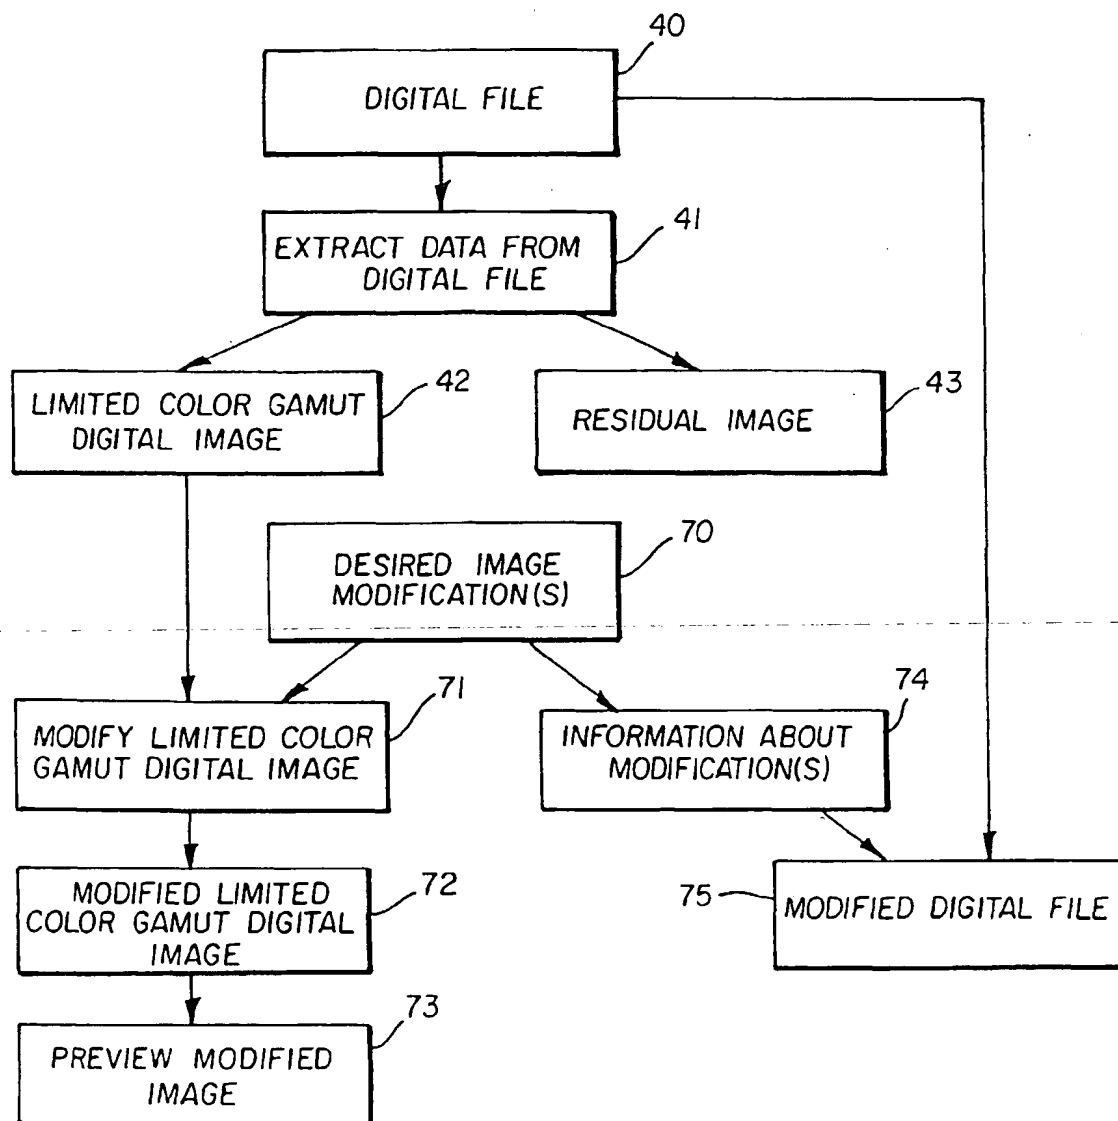 40
DIGITAL FILE
41
EXTRACT DATA FROM
DIGITAL FILE
42
LIMITED COLOR GAMUT
DIGITAL IMAGE
43
RESIDUAL IMAGE
70
DESIRED IMAGE
MODIFICATION(S)
71
MODIFY LIMITED COLOR
GAMUT DIGITAL IMAGE
74
INFORMATION ABOUT
MODIFICATION(S)
72
MODIFIED LIMITED
COLOR GAMUT DIGITAL
IMAGE
75
MODIFIED DIGITAL FILE
73
PREVIEW MODIFIED
IMAGE